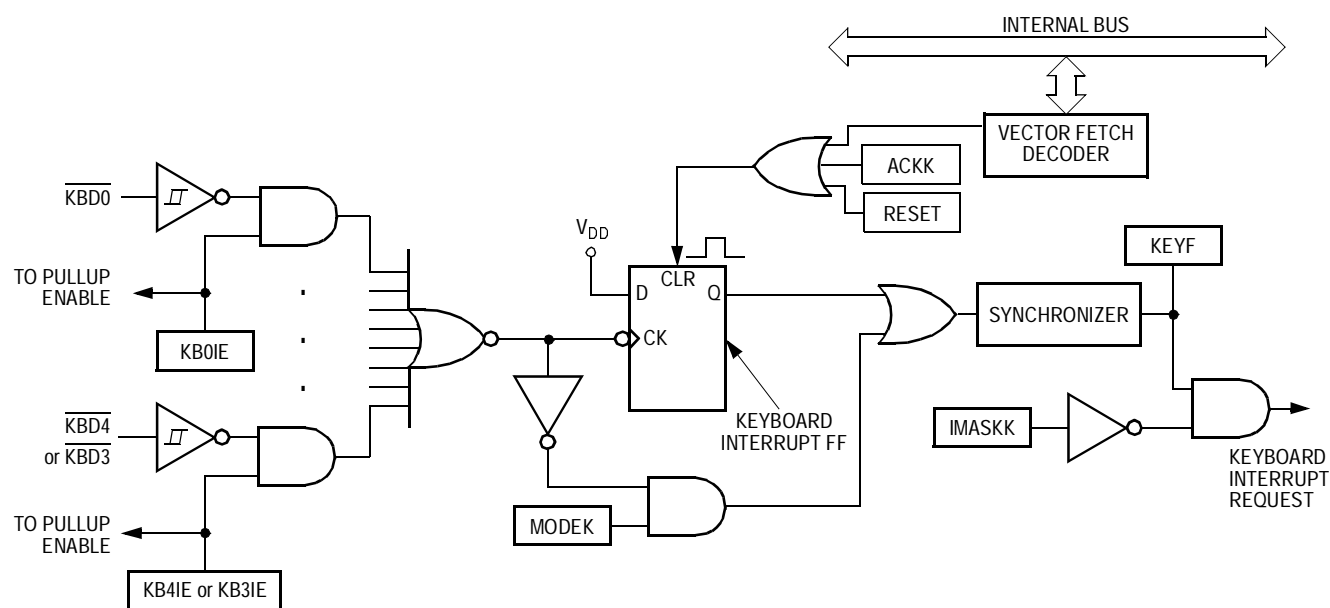 INTERNAL BUS
VECTOR FETCH
DECODER
ACKK
RESET
KBD0
VDD
KEYF
CLR
D
Q
TO PULLUP
ENABLE
SYNCHRONIZER
CK
KB0IE
KBD4
or KBD3
KEYBOARD
INTERRUPT FF
IMASKK
KEYBOARD
INTERRUPT
REQUEST
TO PULLUP
ENABLE
MODEK
KB4IE or KB3IE